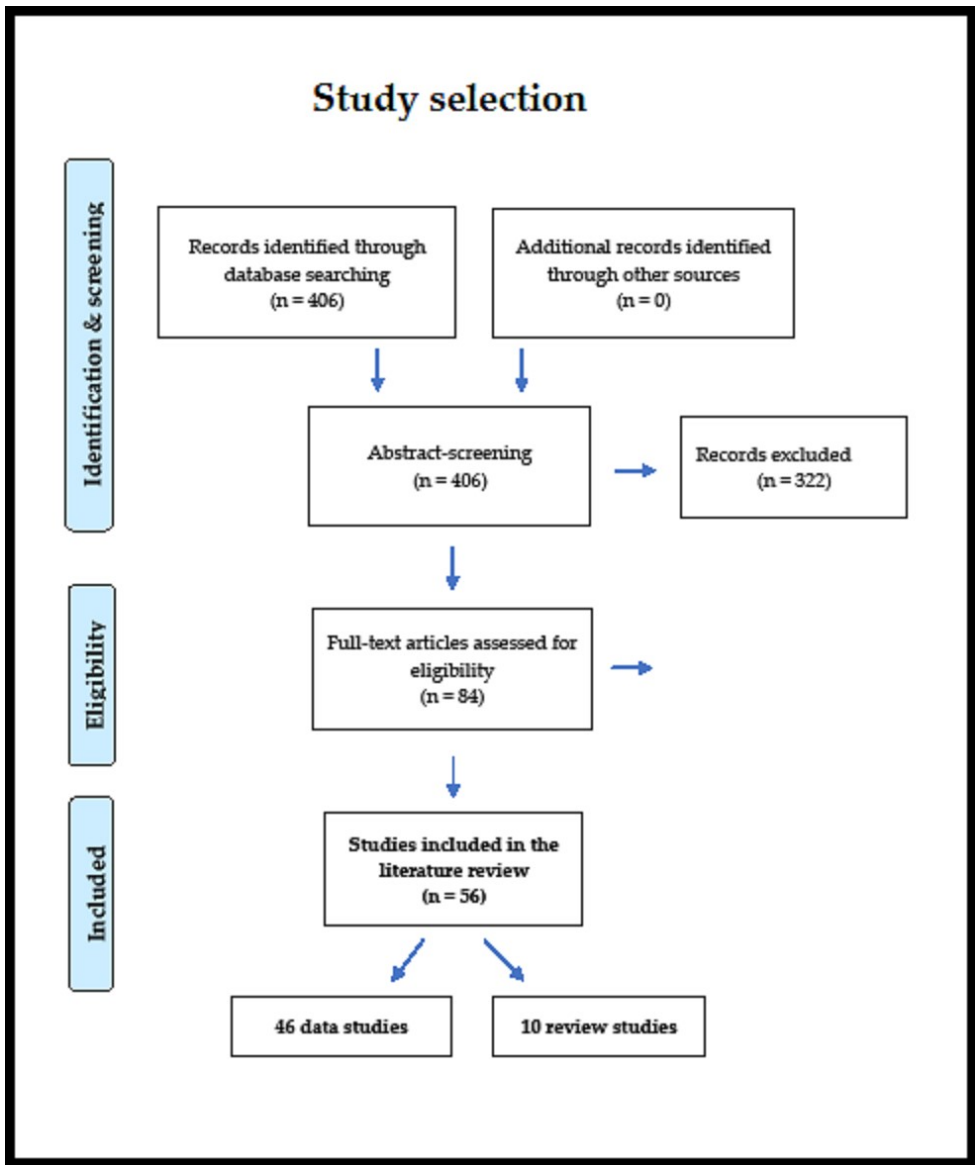 Study selection
Identification & screening
Records identified through
database searching
(n = 406)
Additional records identified
through other sources
(n = 0)
Abstract-screening
(n = 406)
Records excluded
(n = 322)
Eligibility
Full-text articles assessed for
eligibility
(n = 84)
Included
Studies included in the
literature review
(n = 56)
46 data studies
10 review studies